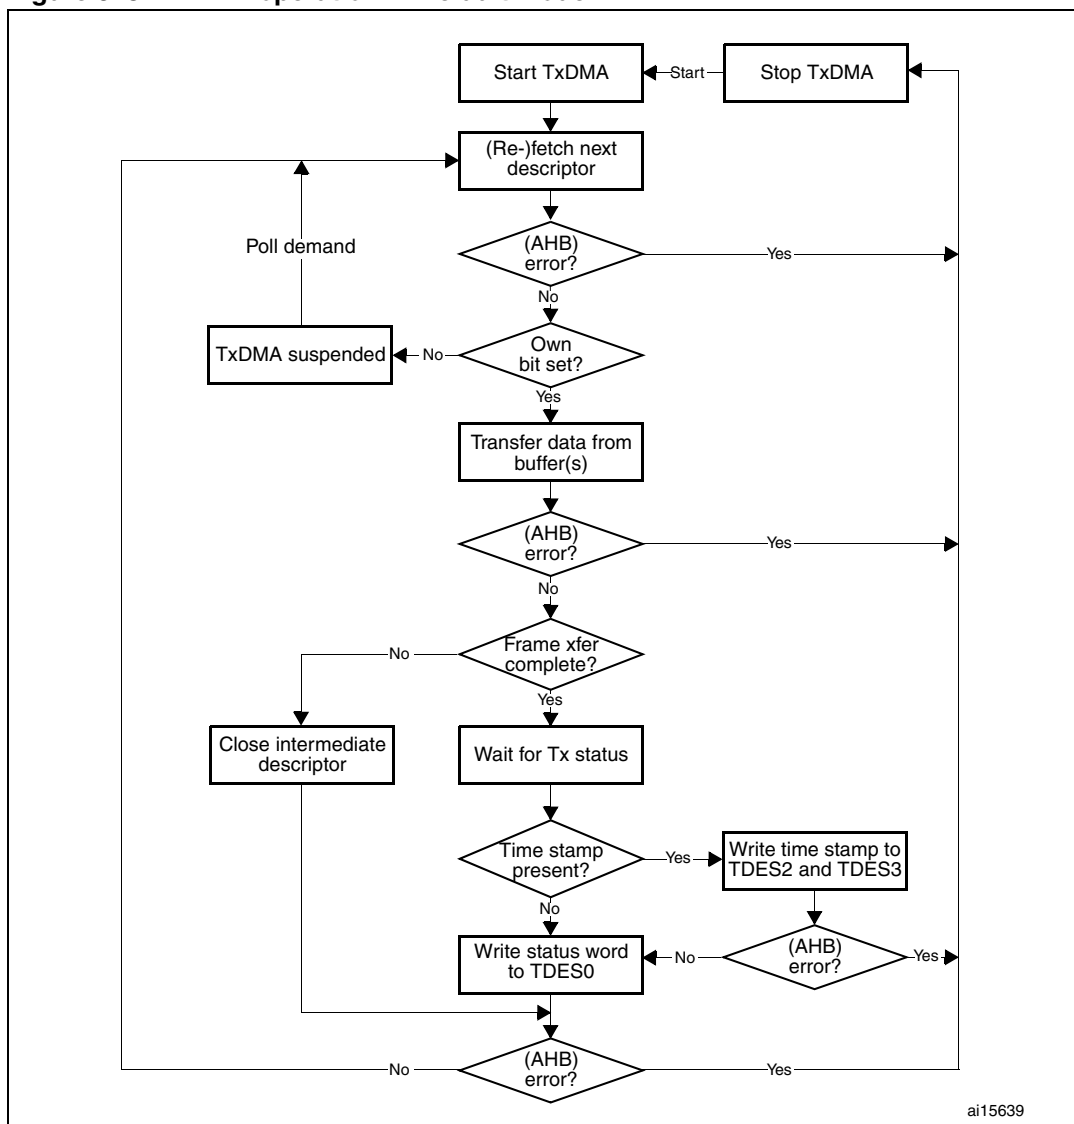 Start TxDMA
Start
Stop TxDMA
(Re-)fetch next
descriptor
Poll demand
(AHB)
error?
Yes
No
TxDMA suspended
No
Own
bit set?
Yes
Transfer data from
buffer(s)
(AHB)
error?
Yes
No
No
Frame xfer
complete?
Yes
Close intermediate
descriptor
Wait for Tx status
Time stamp
present?
Yes
Write time stamp to
TDES2 and TDES3
No
Write status word
to TDES0
No
(AHB)
error?
Yes
No
(AHB)
error?
Yes
ai15639